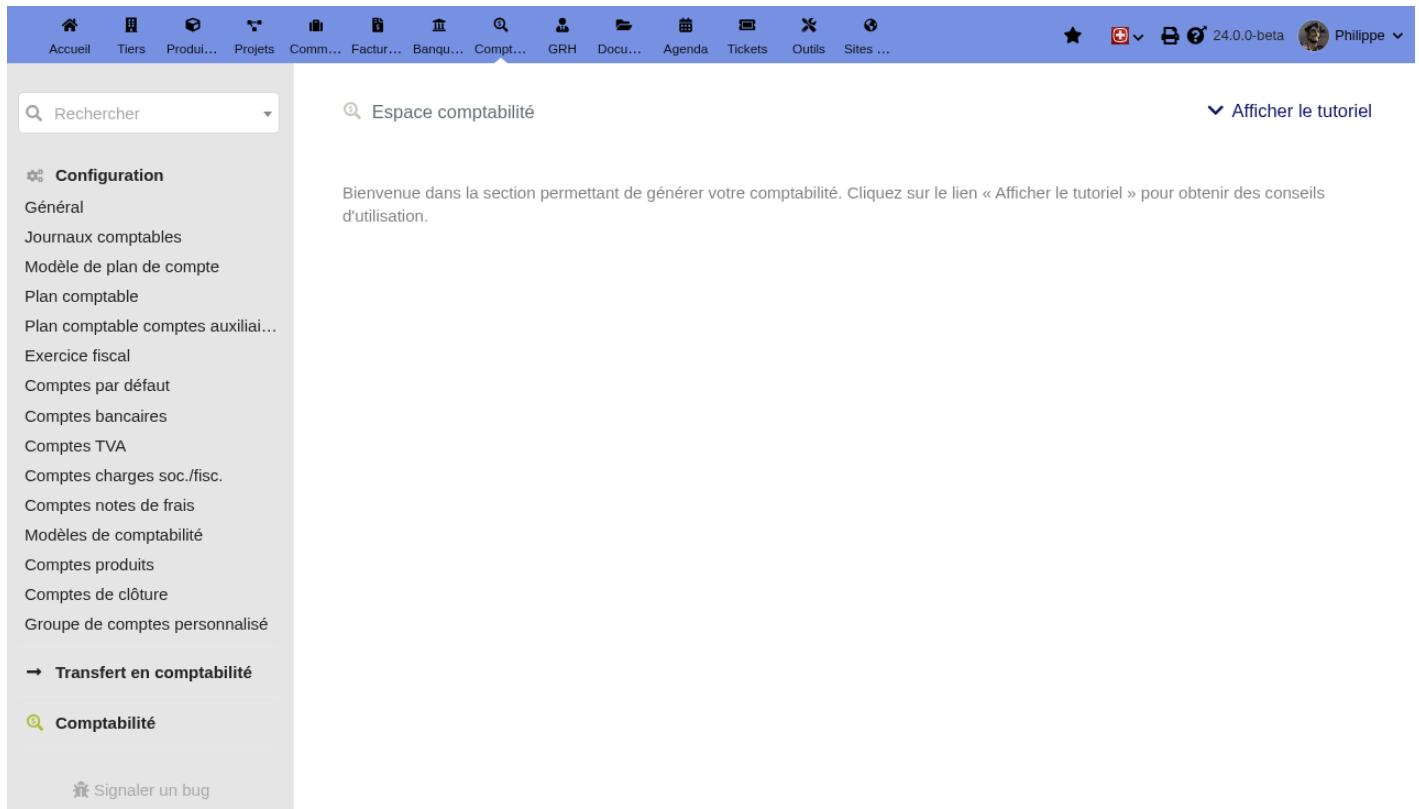 Accueil Tiers Produi… Projets Comm… Factur… Banqu… Compt… GRH Docu… Agenda Tickets Outils Sites … 24.0.0-beta Philippe
Rechercher
Espace comptabilité
Afficher le tutoriel
Bienvenue dans la section permettant de générer votre comptabilité. Cliquez sur le lien « Afficher le tutoriel » pour obtenir des conseils
d'utilisation.
Configuration
Général
Journaux comptables
Modèle de plan de compte
Plan comptable
Plan comptable comptes auxiliai…
Exercice fiscal
Comptes par défaut
Comptes bancaires
Comptes TVA
Comptes charges soc./fisc.
Comptes notes de frais
Modèles de comptabilité
Comptes produits
Comptes de clôture
Groupe de comptes personnalisé
Transfert en comptabilité
Comptabilité
Signaler un bug